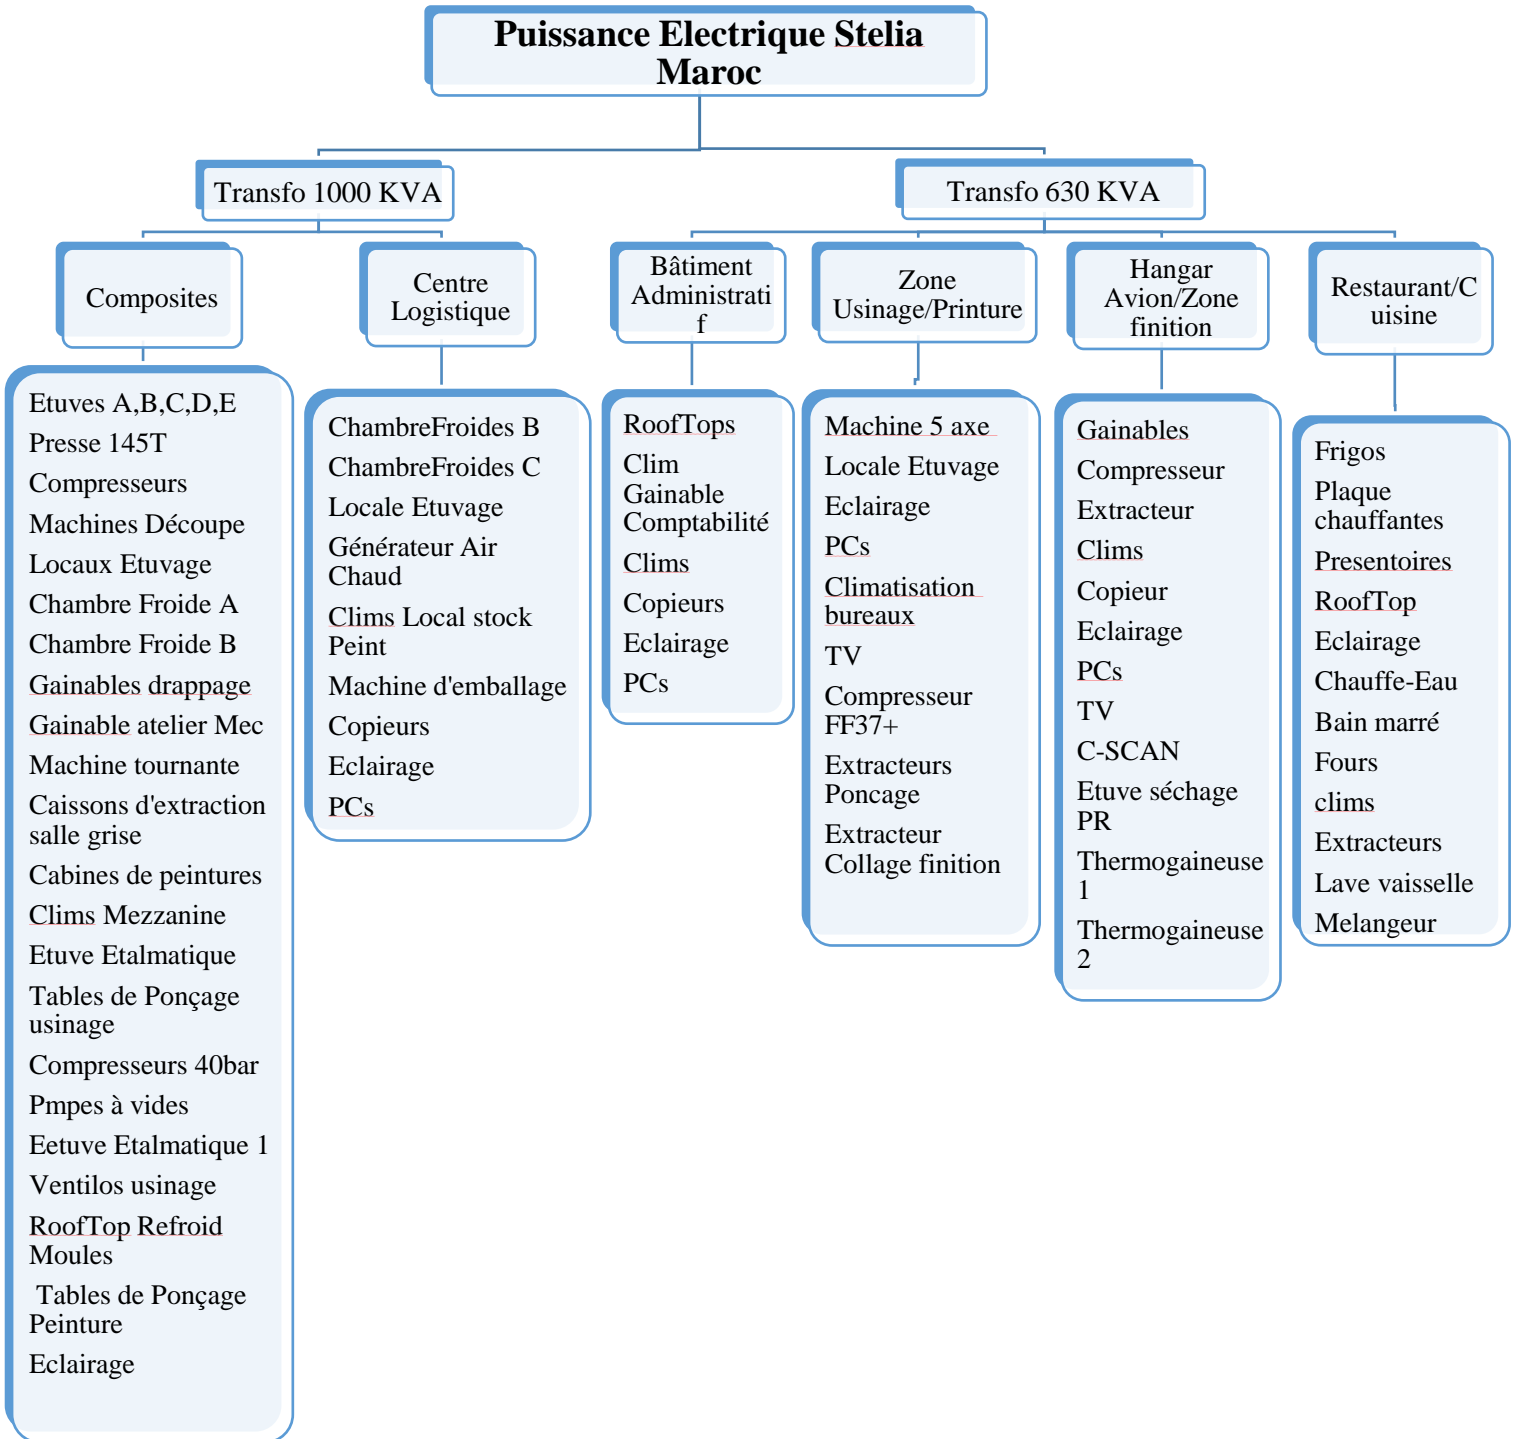 Puissance Electrique Stelia
Maroc
Transfo 1000 KVA
Transfo 630 KVA
Composites
Centre
Logistique
Bâtiment
Administrati
f
Zone
Usinage/Printure
Hangar
Avion/Zone
finition
Restaurant/C
uisine
Etuves A,B,C,D,E
Presse 145T
Compresseurs
Machines Découpe
Locaux Etuvage
Chambre Froide A
Chambre Froide B
Gainables drappage
Gainable atelier Mec
Machine tournante
Caissons d'extraction
salle grise
Cabines de peintures
Clims Mezzanine
Etuve Etalmatique
Tables de Ponçage
usinage
Compresseurs 40bar
Pmpes à vides
Eetuve Etalmatique 1
Ventilos usinage
RoofTop Refroid
Moules
Tables de Ponçage
Peinture
Eclairage
ChambreFroides B
ChambreFroides C
Locale Etuvage
Générateur Air
Chaud
Clims Local stock
Peint
Machine d'emballage
Copieurs
Eclairage
PCs
RoofTops
Clim
Gainable
Comptabilité
Clims
Copieurs
Eclairage
PCs
Machine 5 axe
Locale Etuvage
Eclairage
PCs
Climatisation
bureaux
TV
Compresseur
FF37+
Extracteurs
Poncage
Extracteur
Collage finition
Gainables
Compresseur
Extracteur
Clims
Copieur
Eclairage
PCs
TV
C-SCAN
Etuve séchage
PR
Thermogaineuse
1
Thermogaineuse
2
Frigos
Plaque
chauffantes
Presentoires
RoofTop
Eclairage
Chauffe-Eau
Bain marré
Fours
clims
Extracteurs
Lave vaisselle
Melangeur